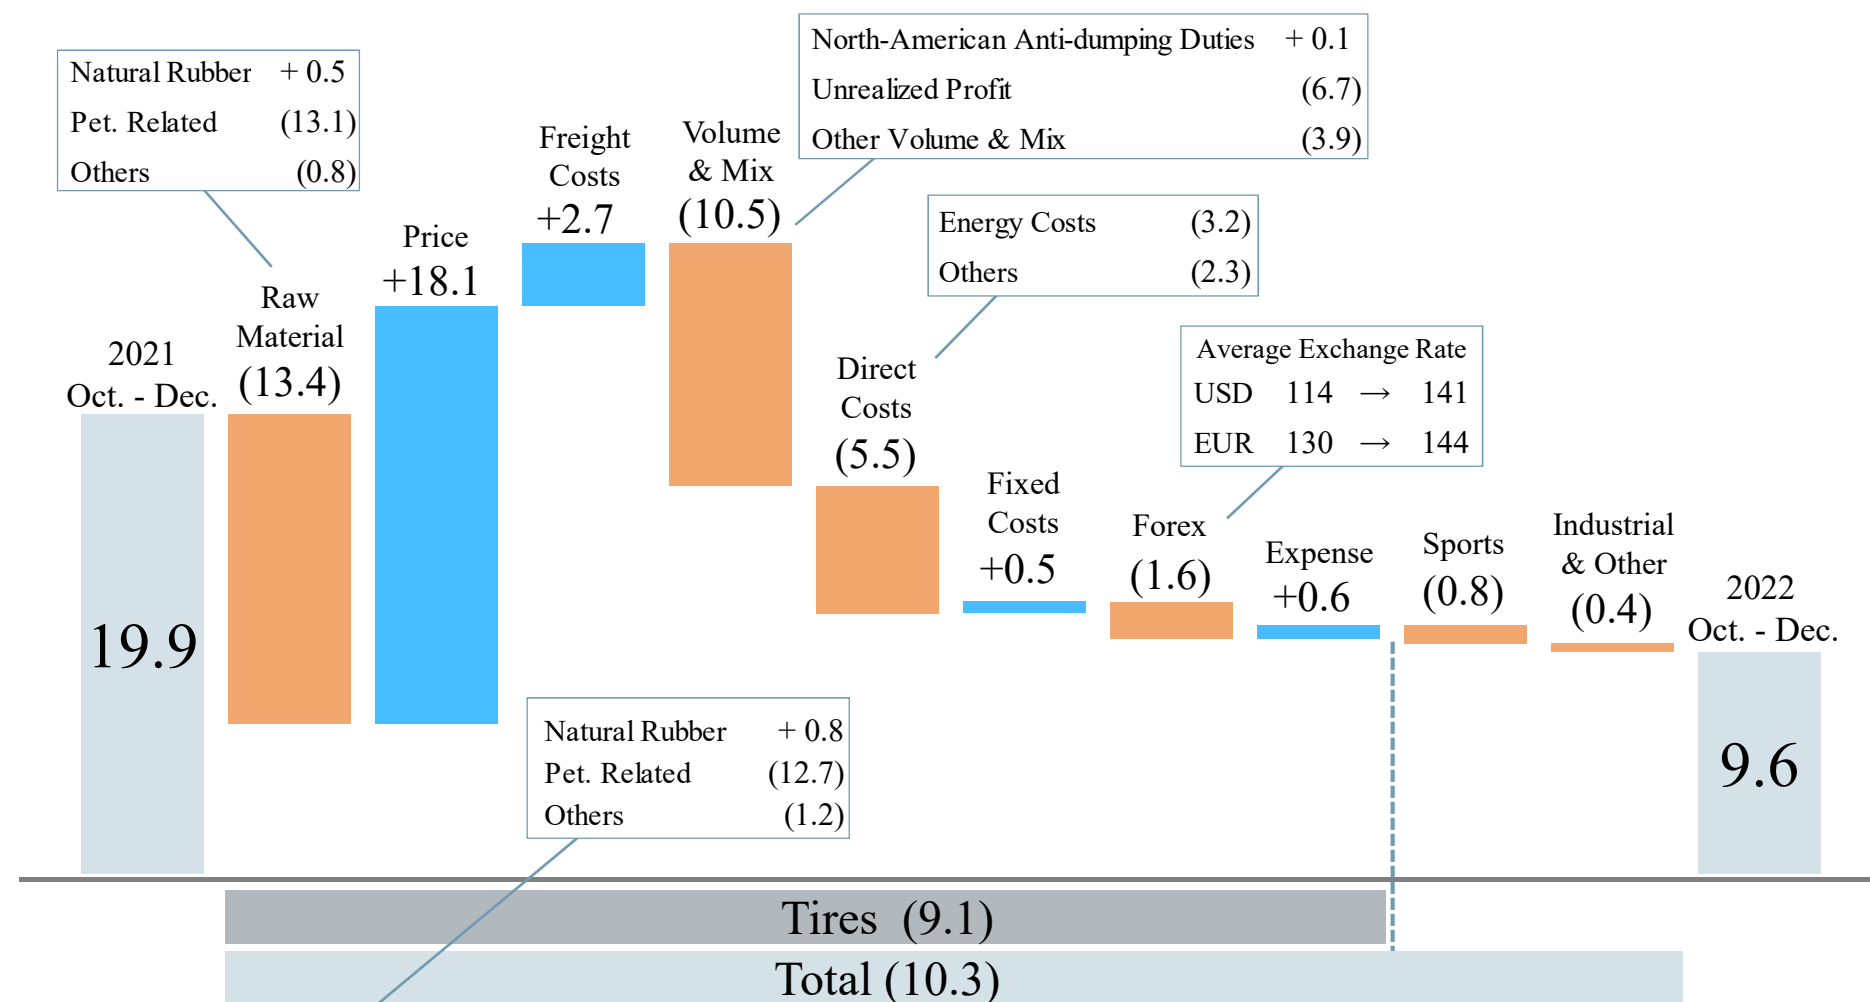 North-American Anti-dumping Duties + 0.1
Unrealized Profit (6.7)
Other Volume & Mix (3.9)
Natural Rubber + 0.5
Pet. Related (13.1)
Others (0.8)
Freight
Costs
+2.7
Volume
& Mix
(10.5)
Energy Costs (3.2)
Others (2.3)
Price
+18.1
Raw
Material
(13.4)
2021
Oct. - Dec.
19.9
Direct
Costs
(5.5)
Average Exchange Rate
USD 114 → 141
EUR 130 → 144
Fixed
Costs
+0.5
Forex
(1.6)
Expense
+0.6
Sports
(0.8)
Industrial
& Other
(0.4)
2022
Oct. - Dec.
9.6
Natural Rubber + 0.8
Pet. Related (12.7)
Others (1.2)
Tires (9.1)
Total (10.3)